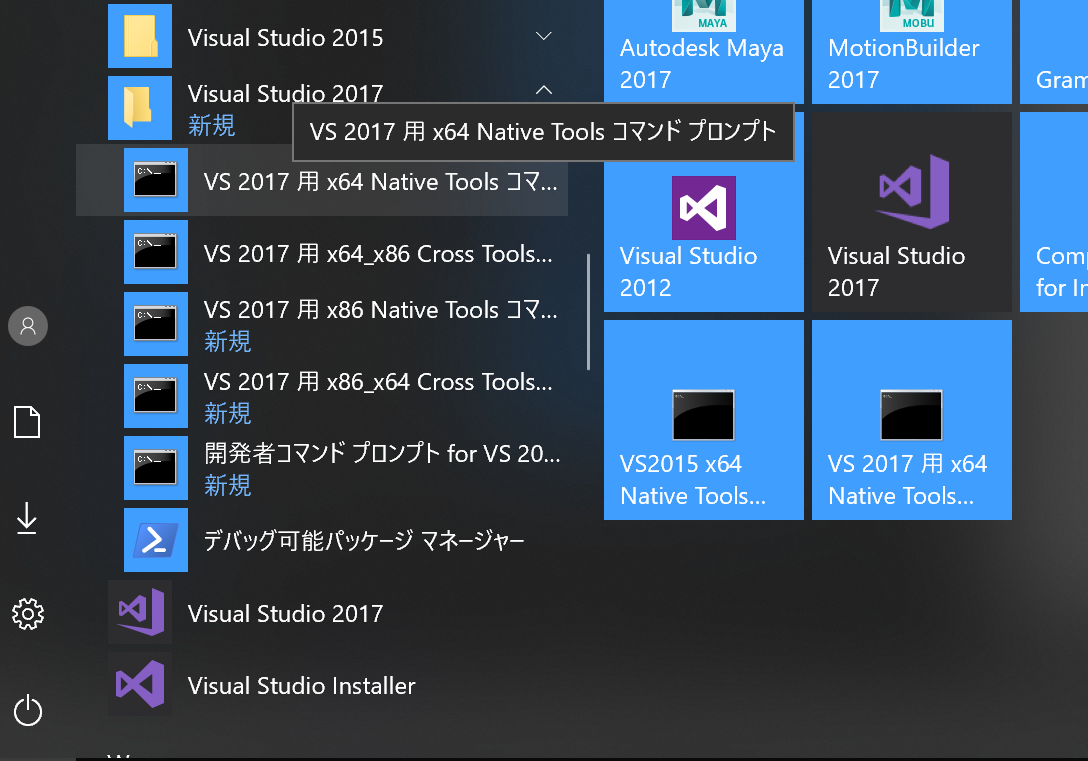 Visual Studio 2015
Visual Studio 2017
新規
VS 2017 用 x64 Native Tools コマンド プロンプト
VS 2017 用 x64 Native Tools コマ...
VS 2017 用 x64_x86 Cross Tools...
VS 2017 用 x86 Native Tools コマ...
新規
VS 2017 用 x86_x64 Cross Tools...
新規
開発者コマンド プロンプト for VS 20...
新規
デバッグ可能パッケージ マネージャー
Visual Studio 2017
Visual Studio Installer
MAYA
Autodesk Maya
2017
MOBU
MotionBuilder
2017
Gram
Visual Studio
2012
Visual Studio
2017
Comp
for In
VS2015 x64
Native Tools...
VS 2017 用 x64
Native Tools...